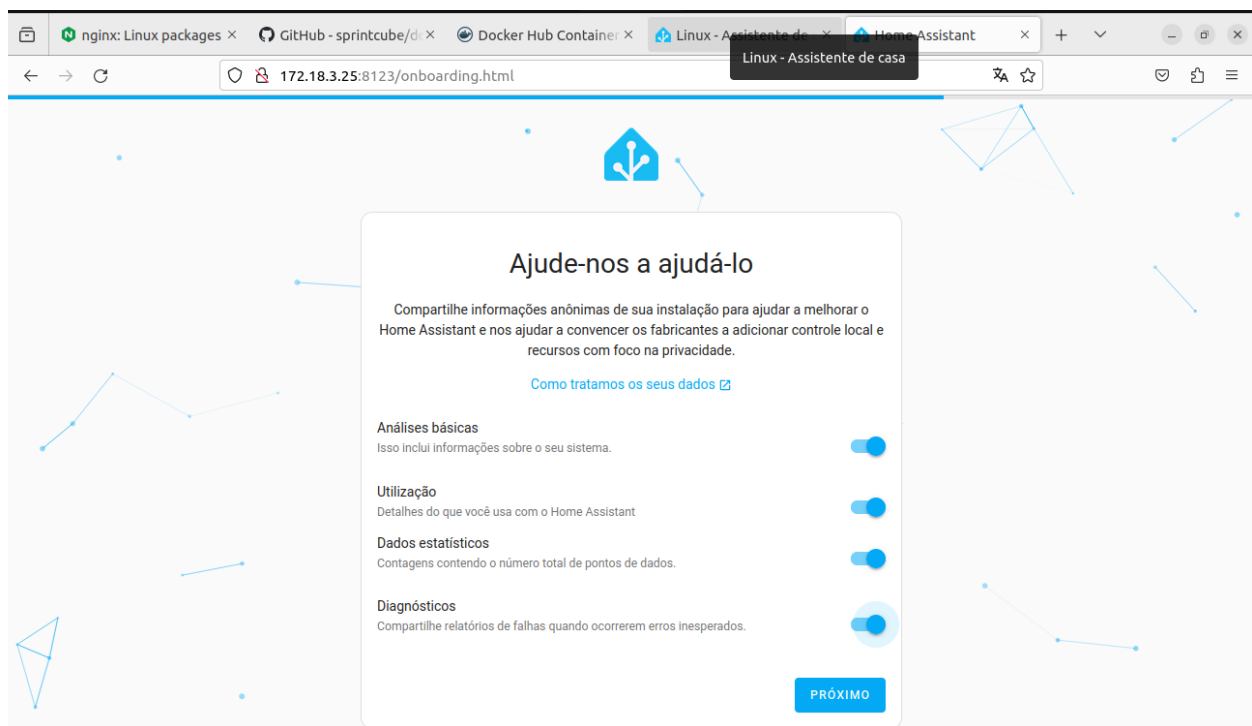 nginx: Linux packages
GitHub - sprintcube/d
Docker Hub Container
Linux - Assistente de
Home Assistant
Linux - Assistente de casa
172.18.3.25:8123/onboarding.html
Ajude-nos a ajudá-lo
Compartilhe informações anônimas de sua instalação para ajudar a melhorar o
Home Assistant e nos ajudar a convencer os fabricantes a adicionar controle local e
recursos com foco na privacidade.
Como tratamos os seus dados
Análises básicas
Isso inclui informações sobre o seu sistema.
Utilização
Detalhes do que você usa com o Home Assistant
Dados estatísticos
Contagens contendo o número total de pontos de dados.
Diagnósticos
Compartilhe relatórios de falhas quando ocorrerem erros inesperados.
PRÓXIMO